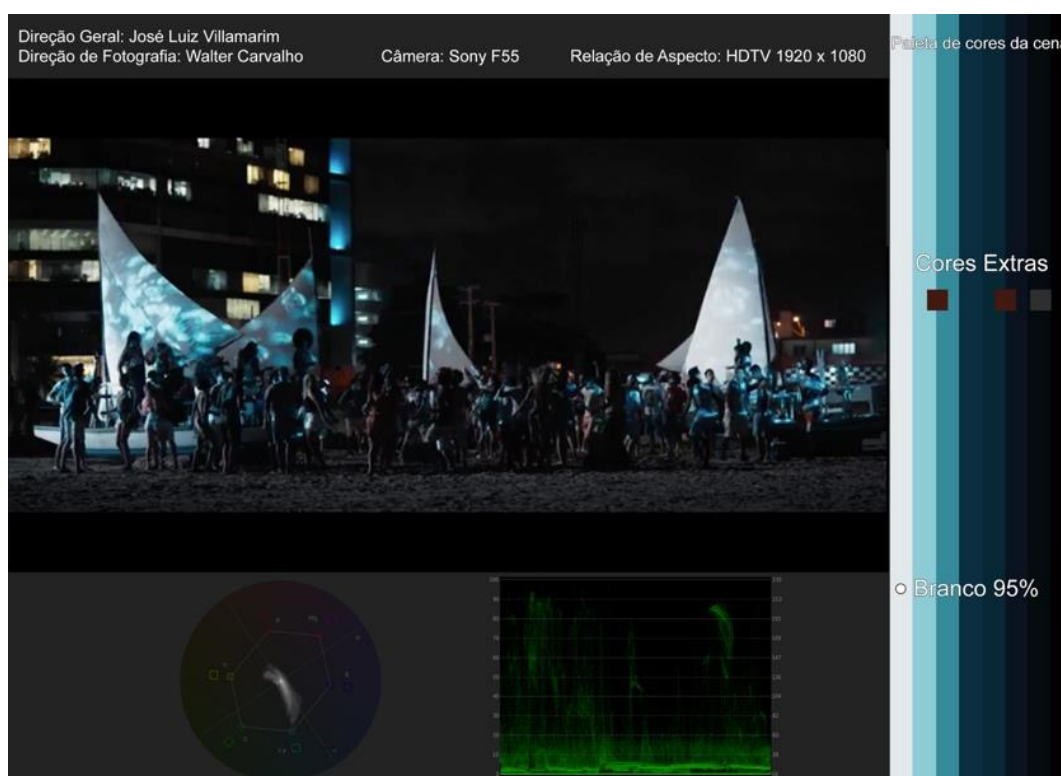 Direção Geral: José Luiz Villamarim
Direção de Fotografia: Walter Carvalho
Câmera: Sony F55
Relação de Aspecto: HDTV 1920 x 1080
Paleta de cores da cen
Cores Extras
Branco 95%